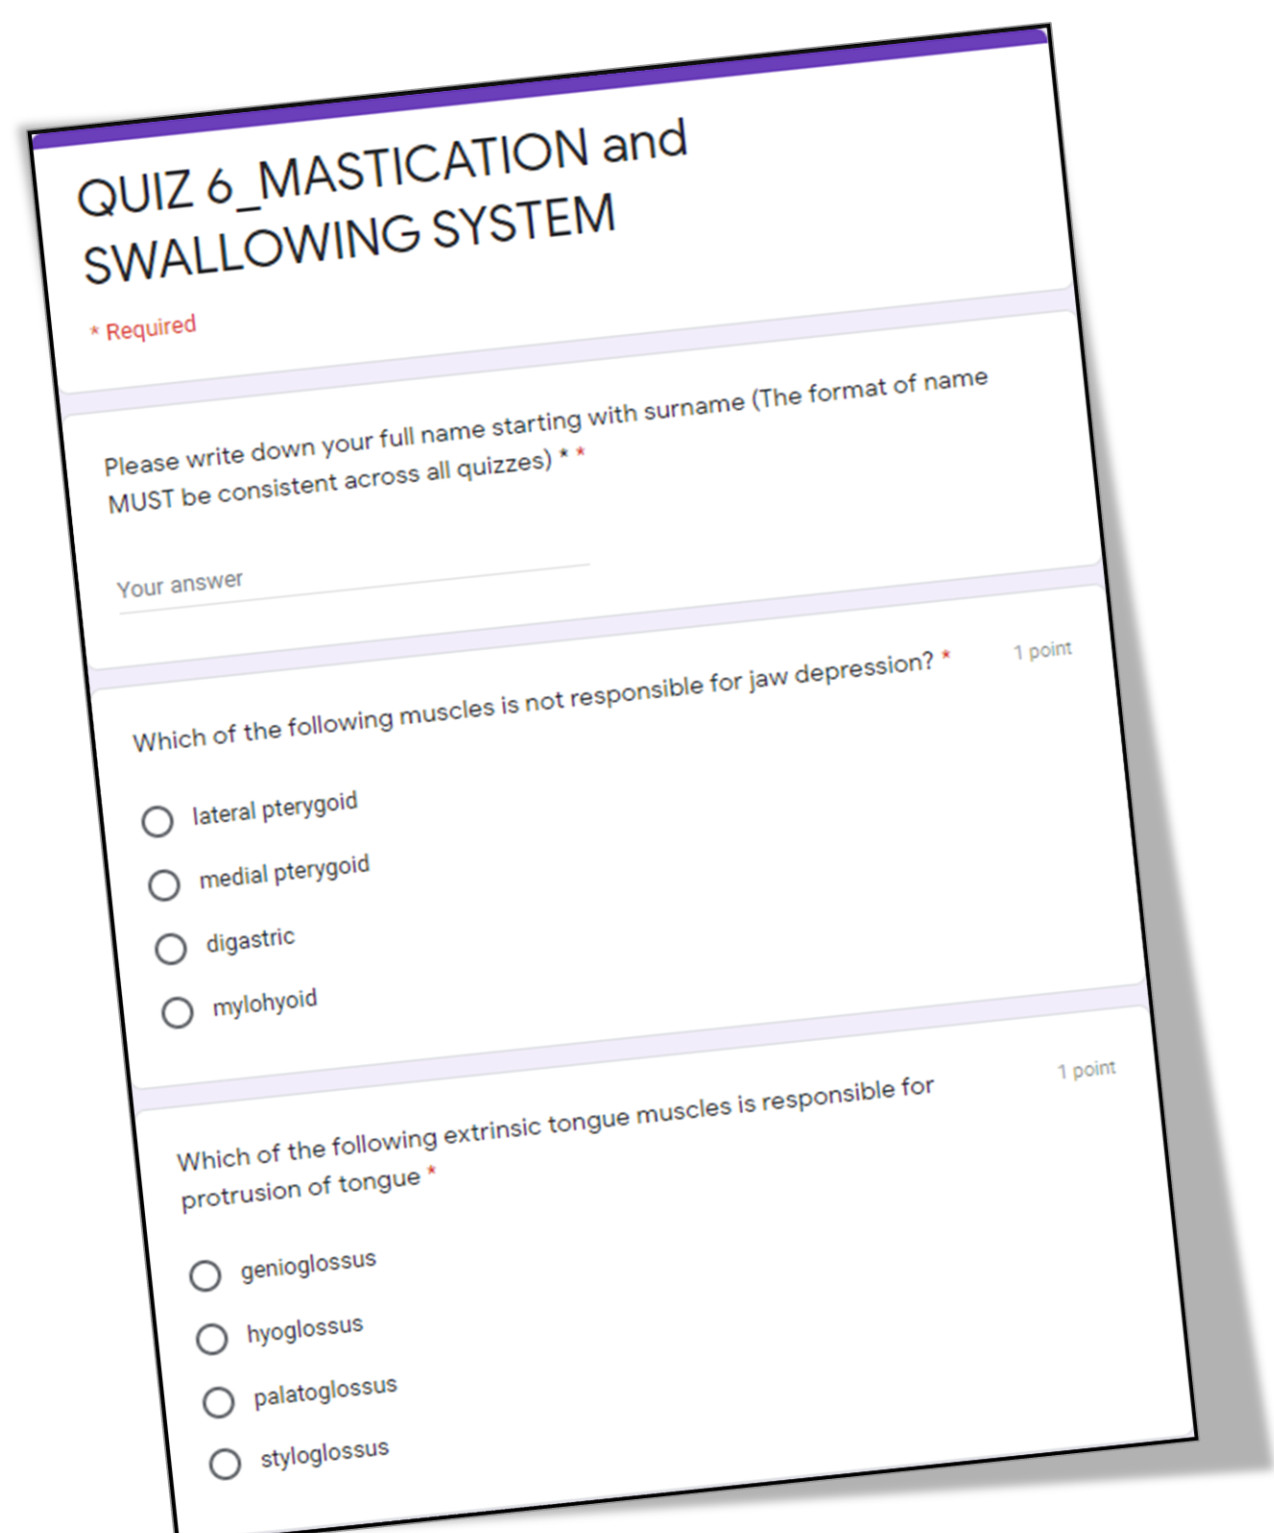 QUIZ 6_MASTICATION and
SWALLOWING SYSTEM
* Required
Please write down your full name starting with surname (The format of name
MUST be consistent across all quizzes) * *
Your answer
Which of the following muscles is not responsible for jaw depression? *
1 point
lateral pterygoid
medial pterygoid
digastric
mylohyoid
Which of the following extrinsic tongue muscles is responsible for
protrusion of tongue *
1 point
genioglossus
hyoglossus
palatoglossus
styloglossus